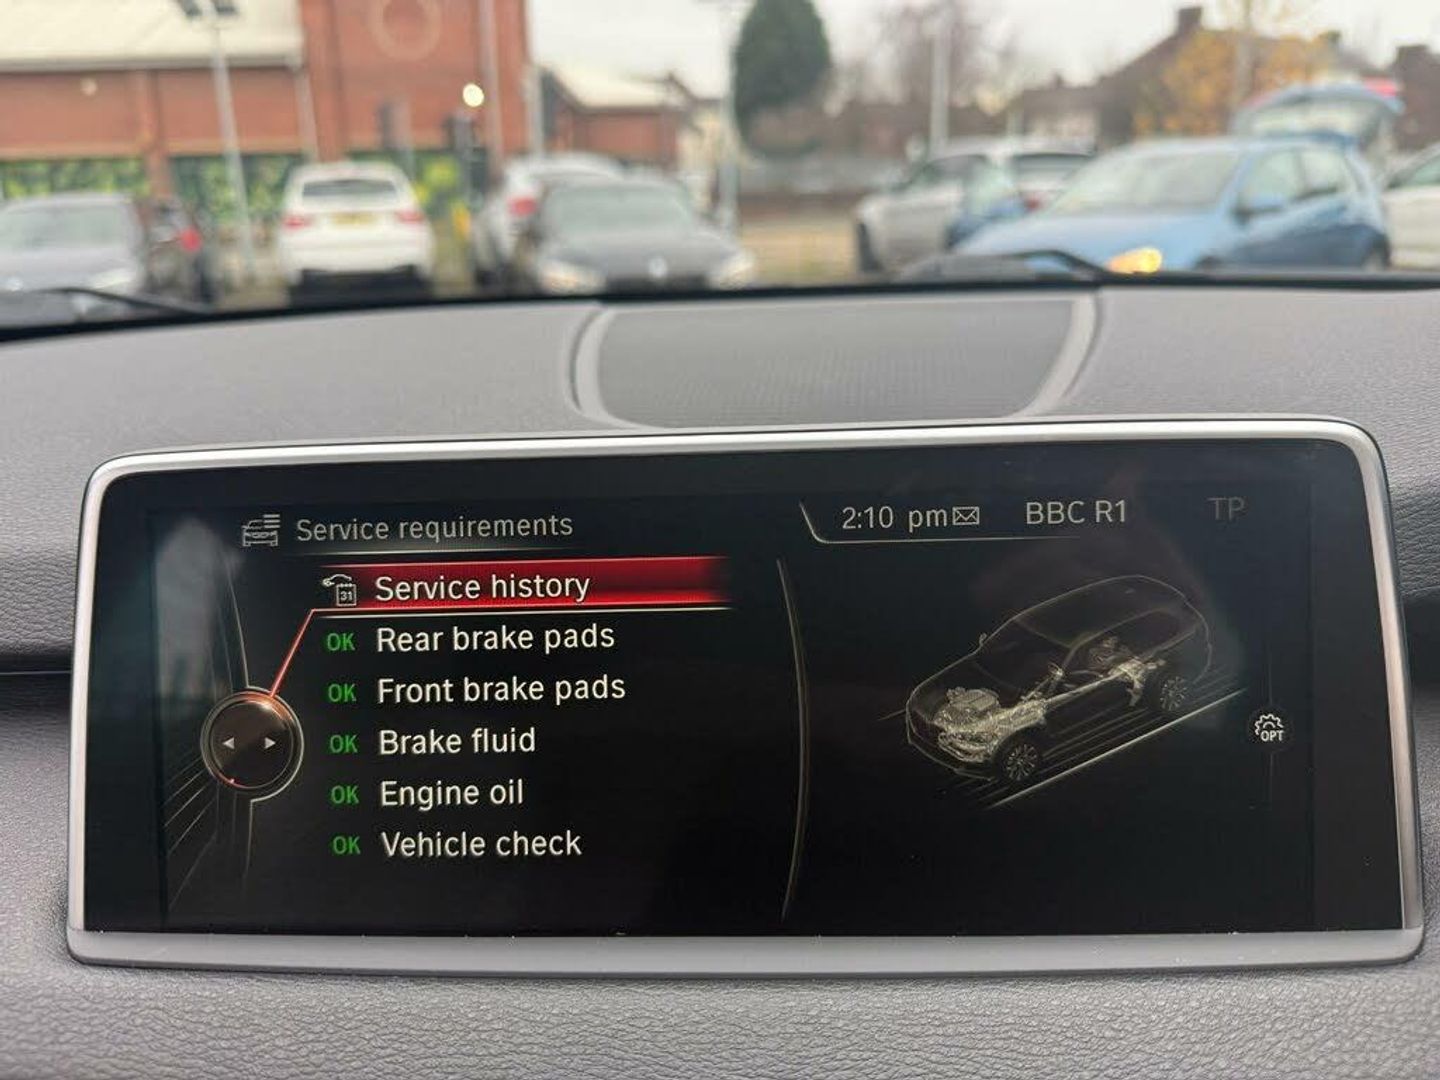 Service requirements
2:10 pm
BBC R1
TP
31 Service history
OK Rear brake pads
OK Front brake pads
OK Brake fluid
OK Engine oil
OK Vehicle check
OPT